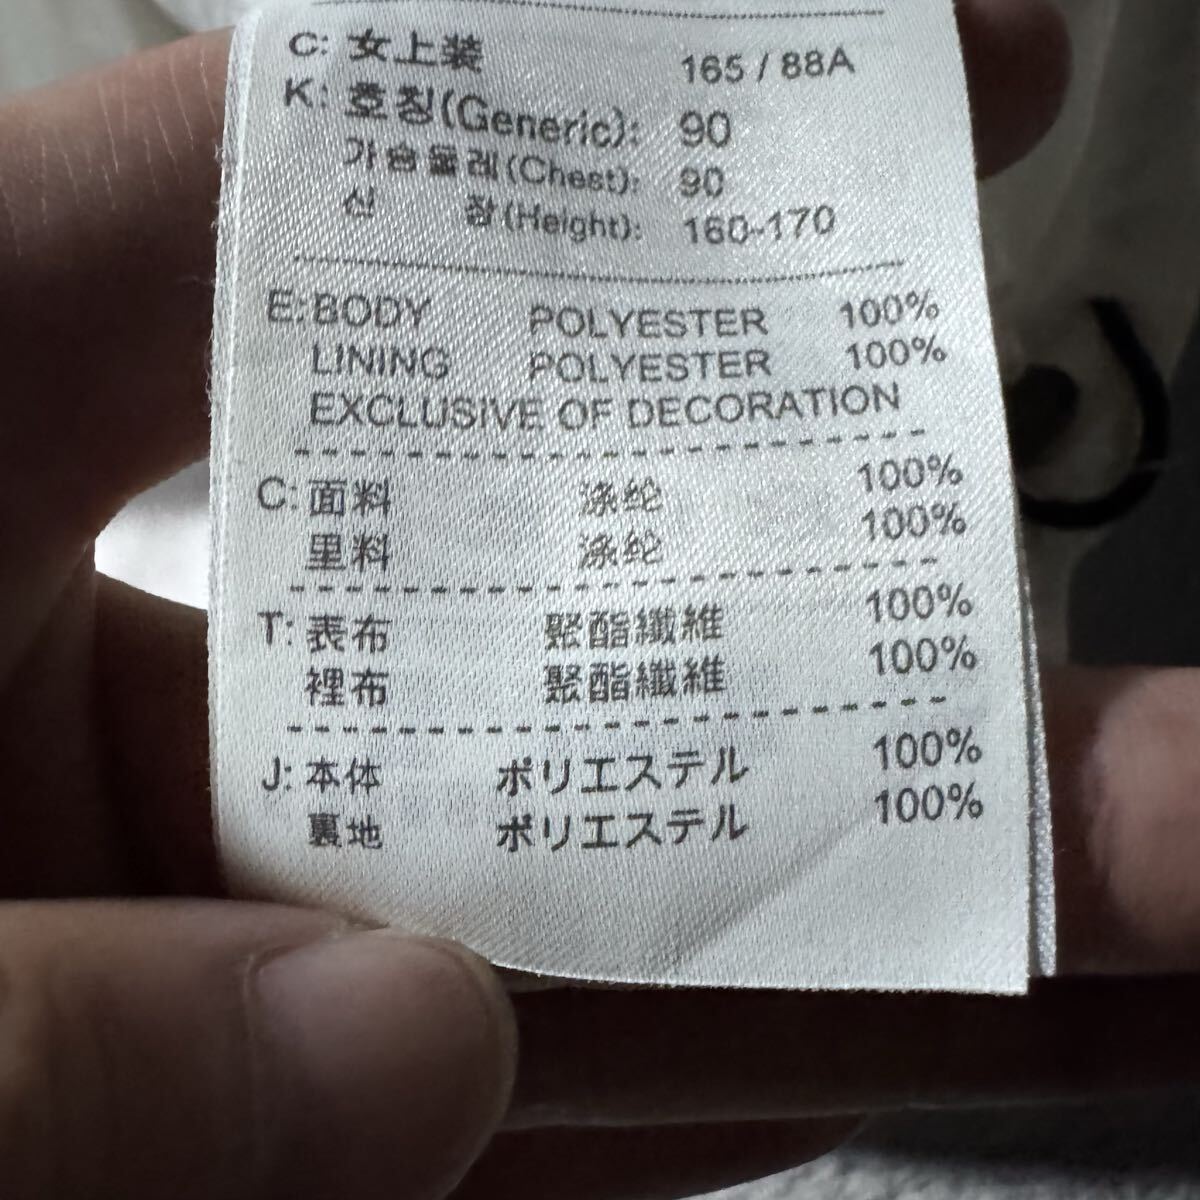 C: 女上装 165 / 88A
K: 호칭(Generic): 90
가슴둘레(Chest): 90
신 장(Height): 160~170
E: BODY POLYESTER 100%
LINING POLYESTER 100%
EXCLUSIVE OF DECORATION
C: 面料 涤纶 100%
里料 涤纶 100%
T: 表布 聚酯纖維 100%
裡布 聚酯纖維 100%
J: 本体 ポリエステル 100%
裏地 ポリエステル 100%